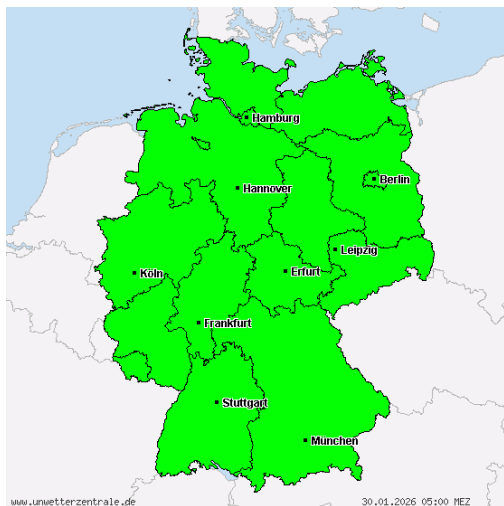 Hamburg
Berlin
Hannover
Leipzig
Erfurt
Köln
Frankfurt
Stuttgart
München
www.unwetterzentrale.de
30.01.2026 05:00 MEZ